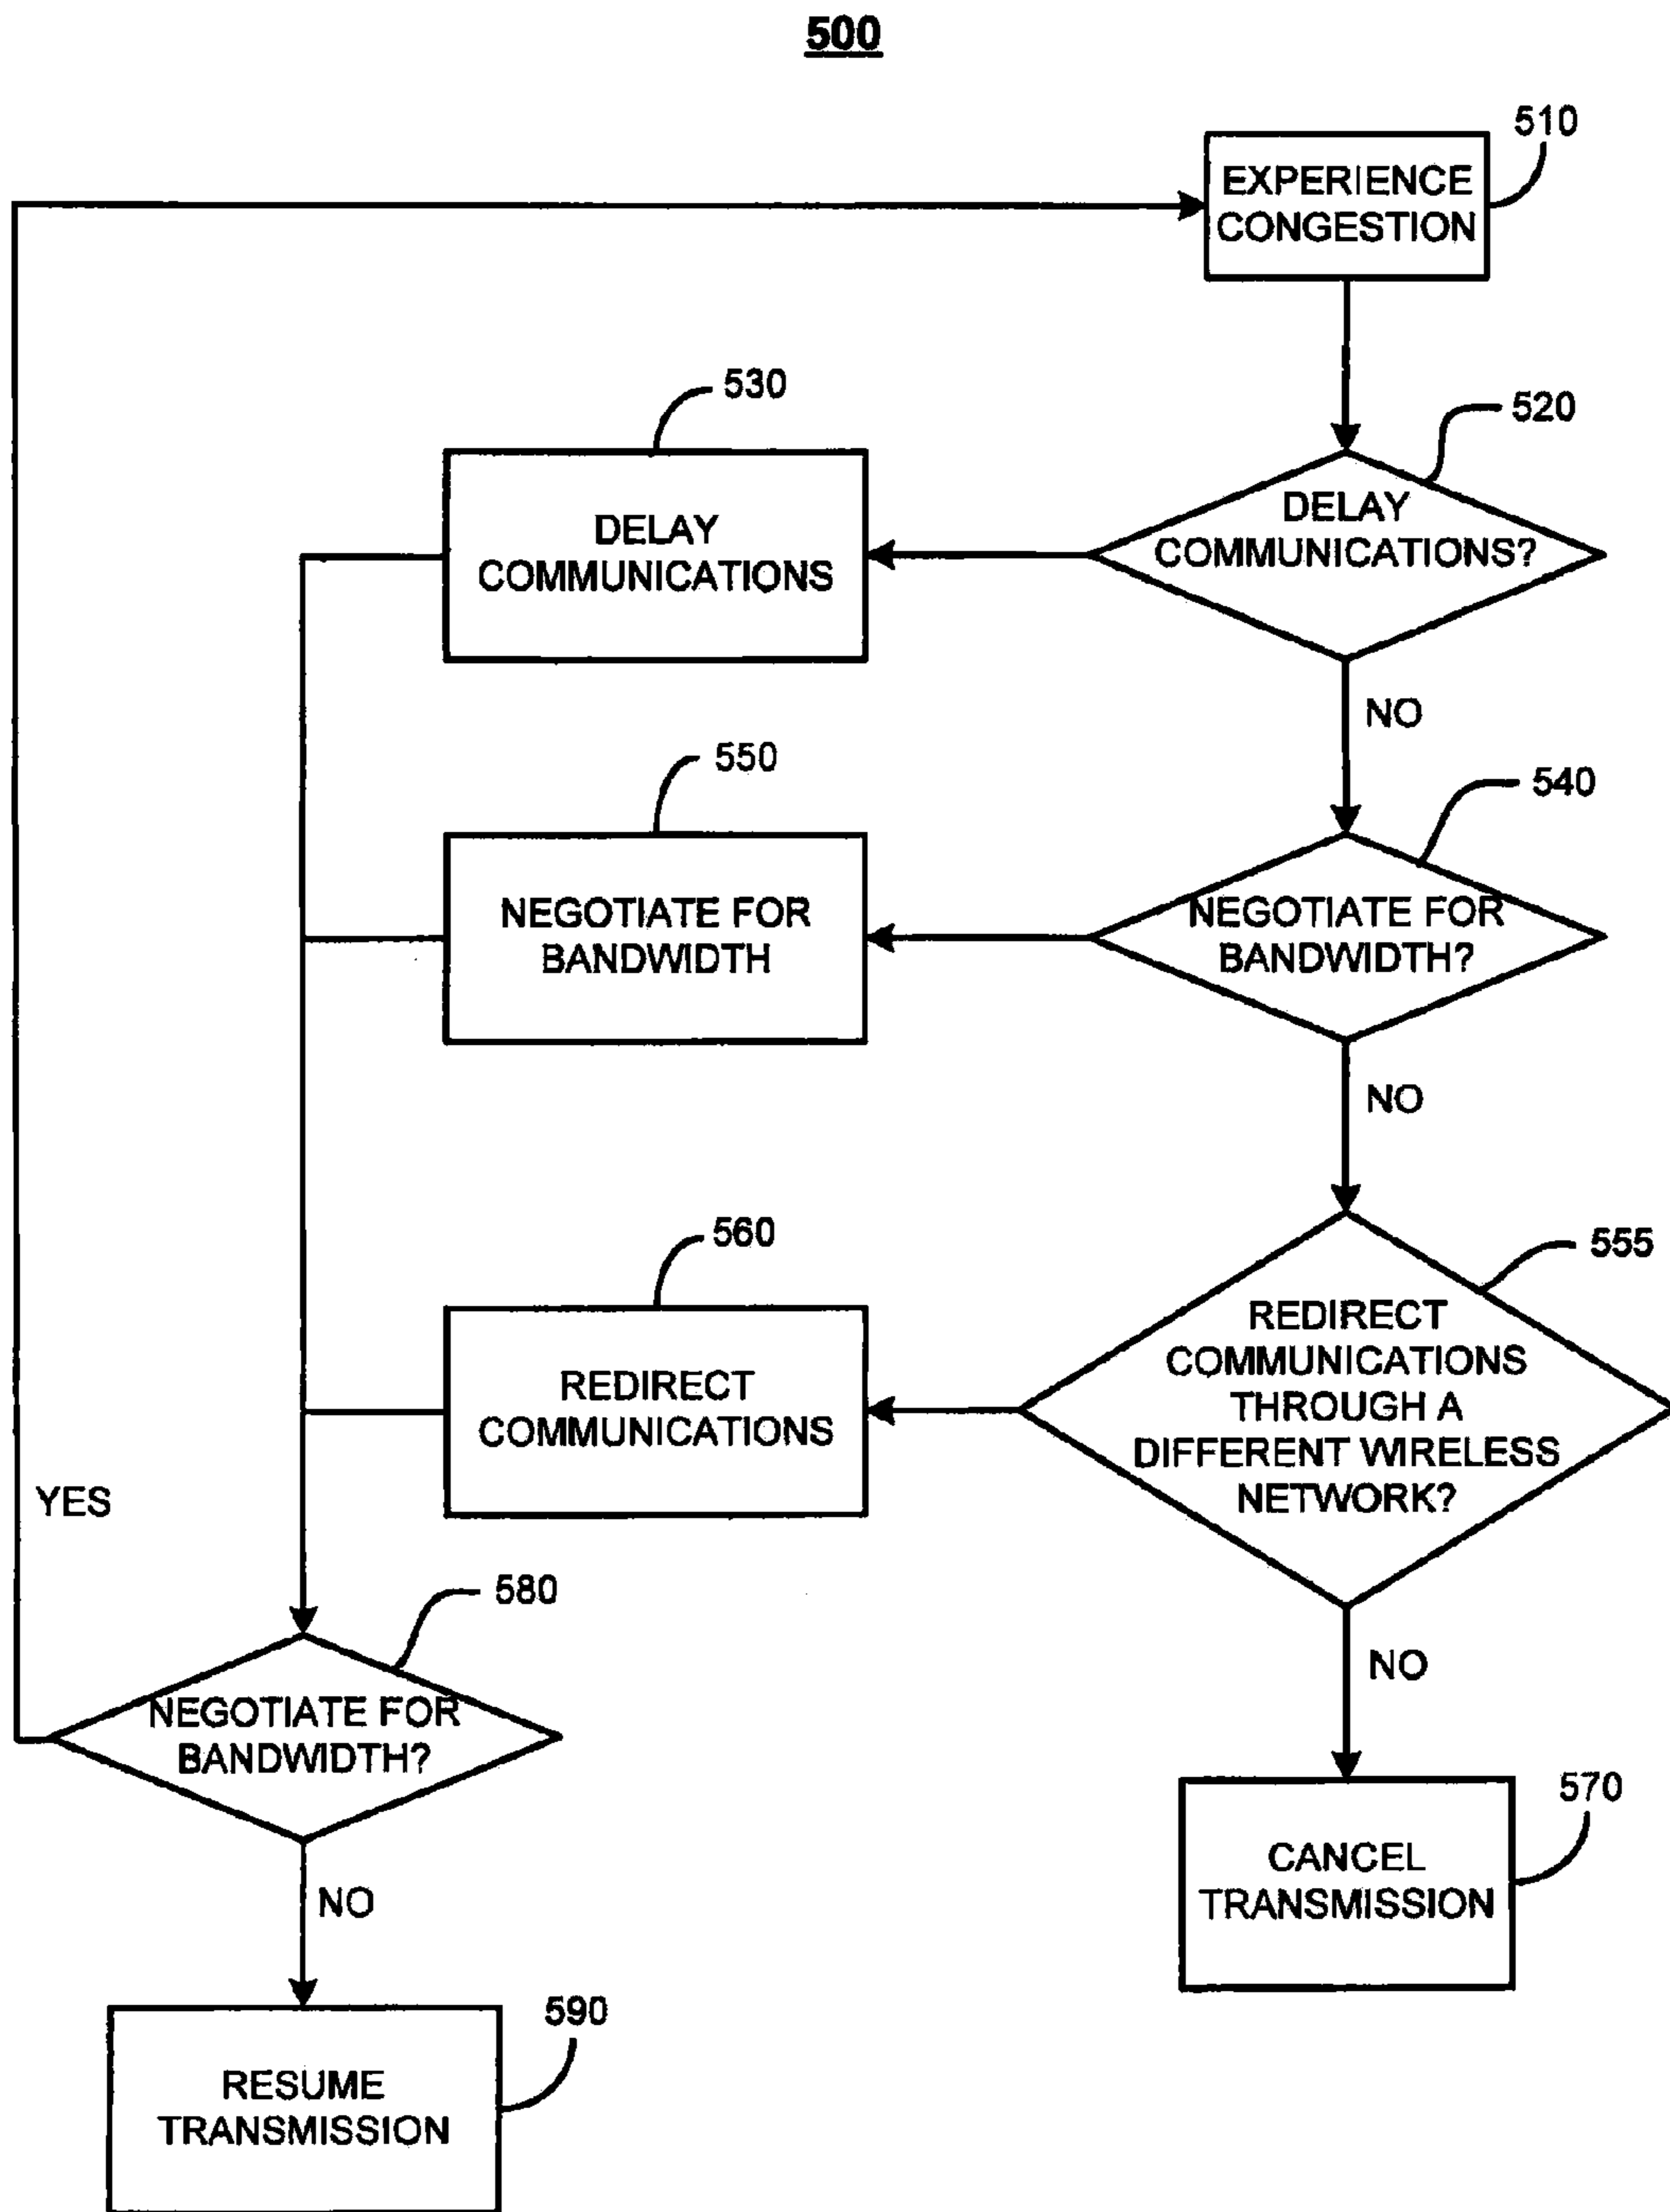 500
510
EXPERIENCE
CONGESTION
530
520
DELAY
COMMUNICATIONS
DELAY
COMMUNICATIONS?
NO
550
540
NEGOTIATE FOR
BANDWIDTH
NEGOTIATE FOR
BANDWIDTH?
NO
560
555
REDIRECT
COMMUNICATIONS
REDIRECT
COMMUNICATIONS
THROUGH A
DIFFERENT WIRELESS
NETWORK?
YES
580
NO
NEGOTIATE FOR
BANDWIDTH?
570
CANCEL
TRANSMISSION
NO
590
RESUME
TRANSMISSION